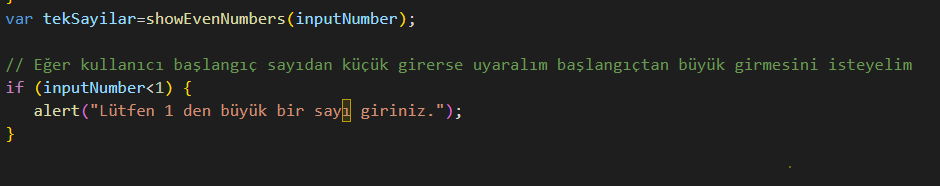 var tekSayilar=showEvenNumbers(inputNumber);
// Eğer kullanıcı başlangıç sayıdan küçük girerse uyaralım başlangıçtan büyük girmesini isteyelim
if (inputNumber<1) {
alert("Lütfen 1 den büyük bir sayı giriniz.");
}